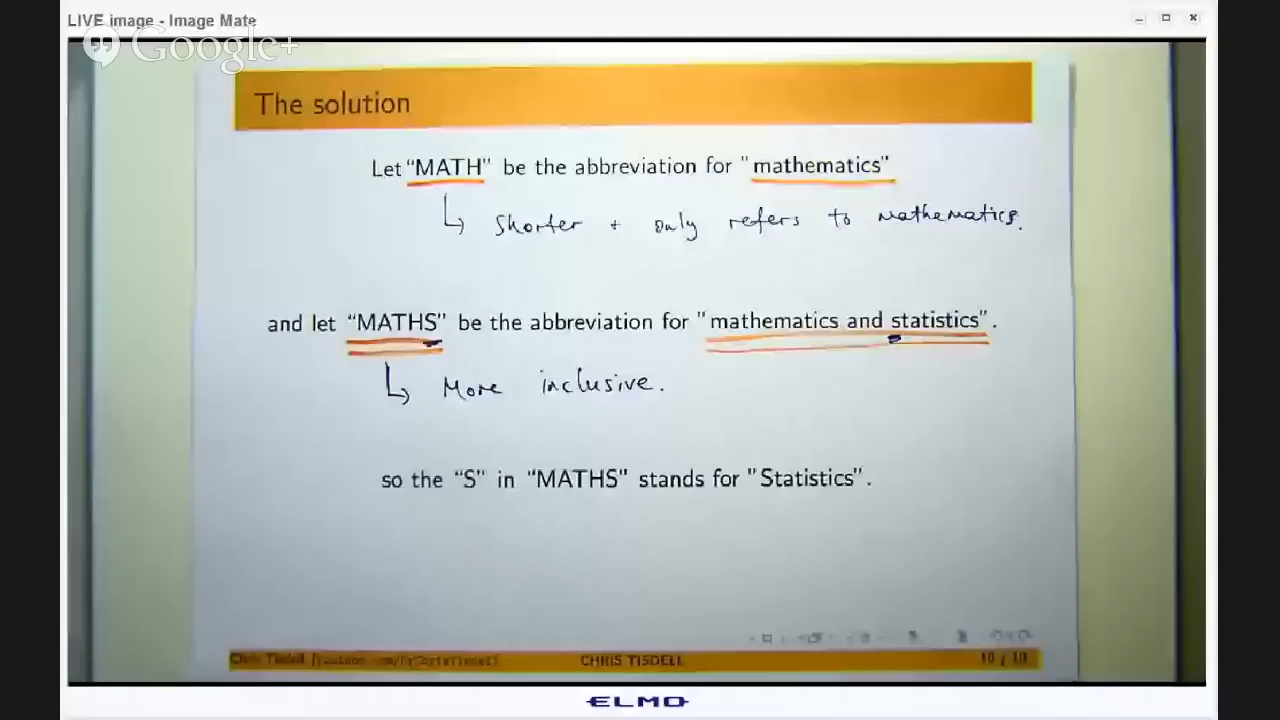 LIVE image - Image Mate
Google+
The solution
Let “MATH” be the abbreviation for "mathematics"
↳ Shorter + only refers to mathematics.
and let “MATHS” be the abbreviation for "mathematics and statistics".
↳ More inclusive.
so the “S” in “MATHS” stands for "Statistics".
Chris Tisdell CHRIS TISDELL 10 / 10
ELMO